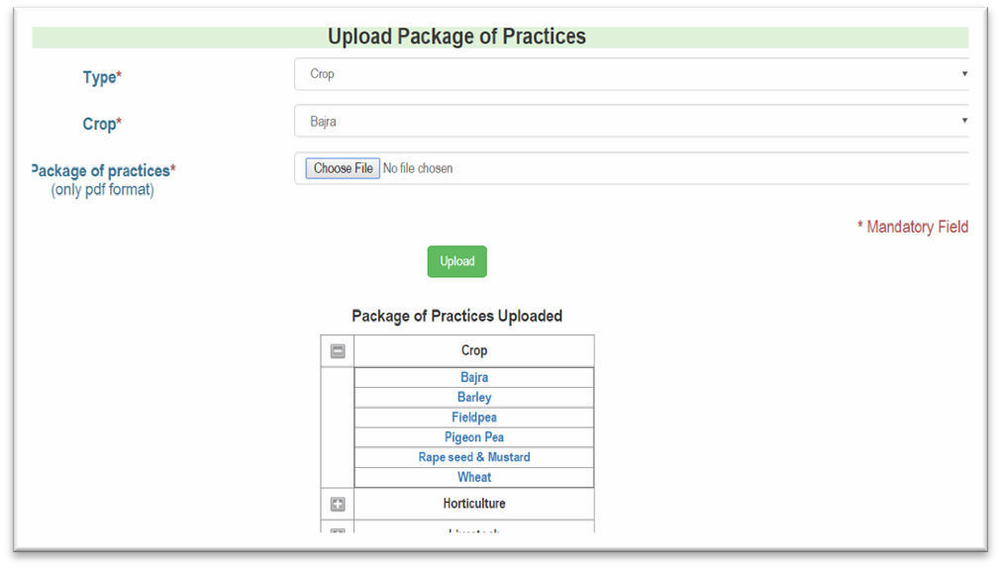 Upload Package of Practices
Type* Crop
Crop* Bajra
Package of practices* Choose File No file chosen
(only pdf format)
* Mandatory Field
Upload
Package of Practices Uploaded
Crop
Bajra
Barley
Fieldpea
Pigeon Pea
Rape seed & Mustard
Wheat
Horticulture